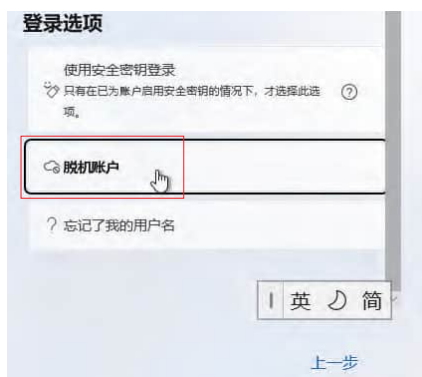 登录选项
使用安全密钥登录
只有在已为账户启用安全密钥的情况下，才选择此选
项。
脱机账户
忘记了我的用户名
英 简
上一步